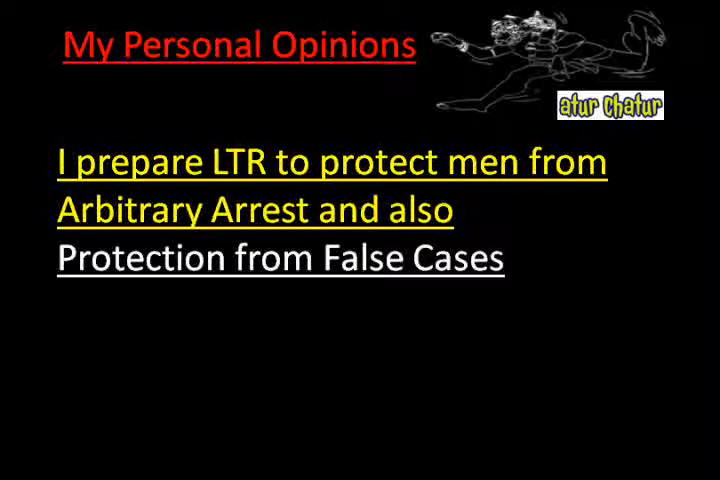 My Personal Opinions
atur chatur
I prepare LTR to protect men from
Arbitrary Arrest and also
Protection from False Cases